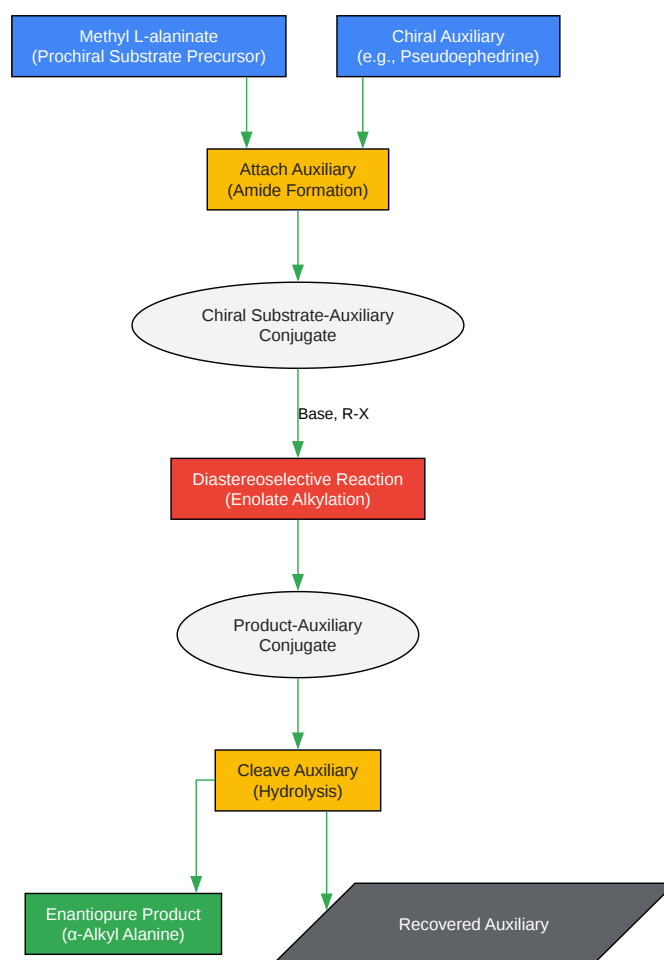 Methyl L-alaninate
(Prochiral Substrate Precursor)
Chiral Auxiliary
(e.g., Pseudoephedrine)
Attach Auxiliary
(Amide Formation)
Chiral Substrate-Auxiliary
Conjugate
Base, R-X
Diastereoselective Reaction
(Enolate Alkylation)
Product-Auxiliary
Conjugate
Cleave Auxiliary
(Hydrolysis)
Enantiopure Product
(α-Alkyl Alanine)
Recovered Auxiliary